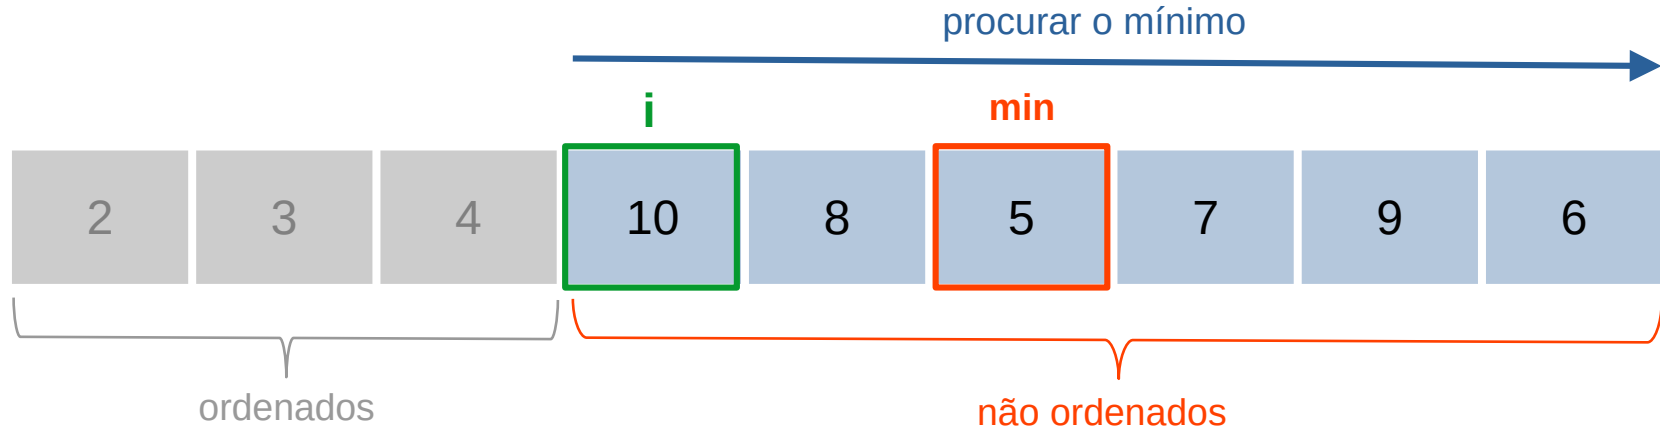 procurar o mínimo
i min
2 3 4 10 8 5 7 9 6
ordenados
não ordenados